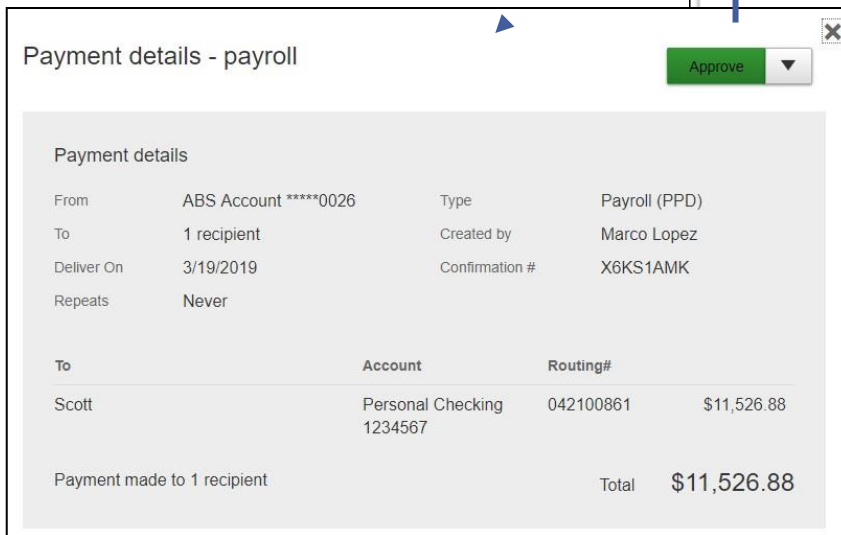 Payment details - payroll
Approve
Payment details
From ABS Account *****0026 Type Payroll (PPD)
To 1 recipient Created by Marco Lopez
Deliver On 3/19/2019 Confirmation # X6KS1AMK
Repeats Never
To Account Routing#
Scott Personal Checking 042100861 $11,526.88
1234567
Payment made to 1 recipient Total $11,526.88